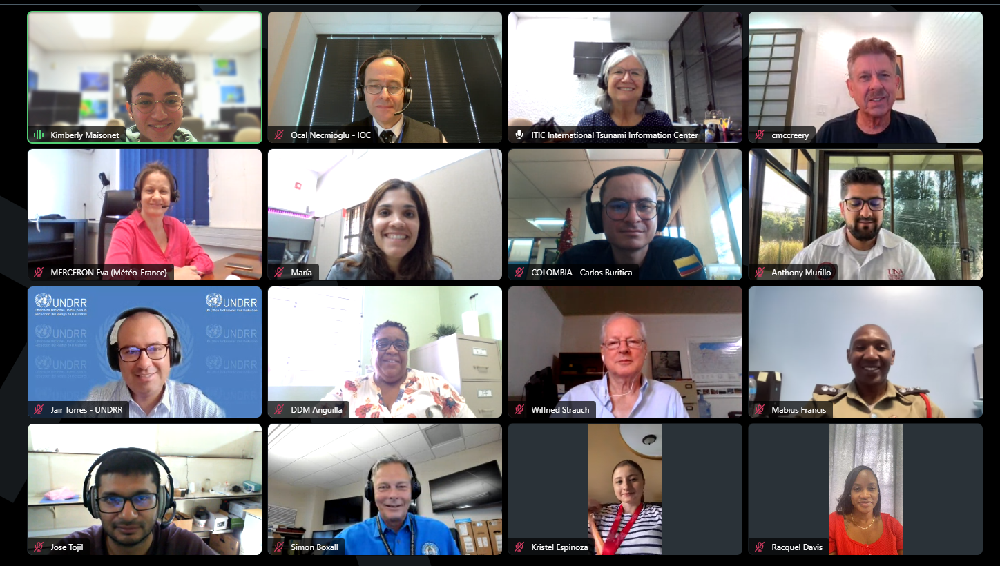 Kimberly Maisonet
Ocal Necmioglu - IOC
ITIC International Tsunami Information Center
cmccreery
MERCERON Eva (Météo-France)
María
COLOMBIA - Carlos Buritica
Anthony Murillo
UNA
UNDRR
Oficina de Naciones Unidas para la
Reducción del Riesgo de Desastres
UNDRR
UN Office for Disaster Risk Reduction
UNDRR
UNDRR
UNDRR
UNDRR
Jair Torres - UNDRR
DDM Anguilla
Wilfried Strauch
Mabius Francis
Jose Tojil
Simon Boxall
Kristel Espinoza
Racquel Davis